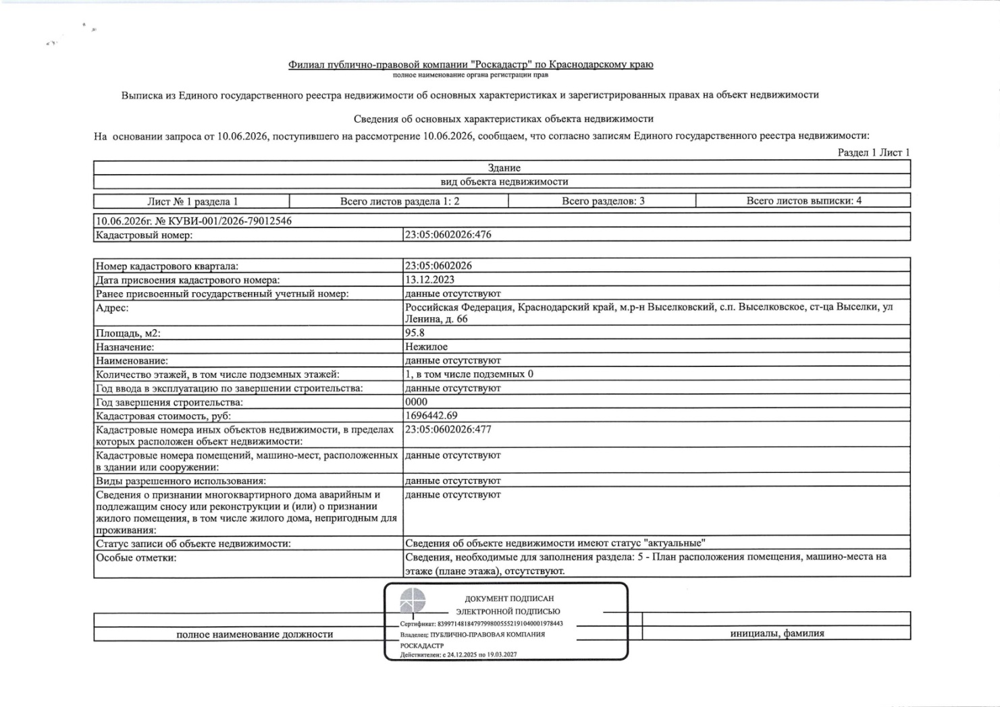 Филиал публично-правовой компании "Роскадастр" по Краснодарскому краю
полное наименование органа регистрации прав
Выписка из Единого государственного реестра недвижимости об основных характеристиках и зарегистрированных правах на объект недвижимости
Сведения об основных характеристиках объекта недвижимости
На основании запроса от 10.06.2026, поступившего на рассмотрение 10.06.2026, сообщаем, что согласно записям Единого государственного реестра недвижимости:
Раздел 1 Лист 1
Здание
вид объекта недвижимости
Лист № 1 раздела 1 Всего листов раздела 1: 2 Всего разделов: 3 Всего листов выписки: 4
10.06.2026г. № КУВИ-001/2026-79012546
Кадастровый номер: 23:05:0602026:476
Номер кадастрового квартала: 23:05:0602026
Дата присвоения кадастрового номера: 13.12.2023
Ранее присвоенный государственный учетный номер: данные отсутствуют
Адрес: Российская Федерация, Краснодарский край, м.р-н Выселковский, с.п. Выселковское, ст-ца Выселки, ул
Ленина, д. 66
Площадь, м2: 95.8
Назначение: Нежилое
Наименование: данные отсутствуют
Количество этажей, в том числе подземных этажей: 1, в том числе подземных 0
Год ввода в эксплуатацию по завершении строительства: данные отсутствуют
Год завершения строительства: 0000
Кадастровая стоимость, руб: 1696442.69
Кадастровые номера иных объектов недвижимости, в пределах 23:05:0602026:477
которых расположен объект недвижимости:
Кадастровые номера помещений, машино-мест, расположенных данные отсутствуют
в здании или сооружении:
Виды разрешенного использования: данные отсутствуют
Сведения о признании многоквартирного дома аварийным и данные отсутствуют
подлежащим сносу или реконструкции и (или) о признании
жилого помещения, в том числе жилого дома, непригодным для
проживания:
Статус записи об объекте недвижимости: Сведения об объекте недвижимости имеют статус "актуальные"
Особые отметки: Сведения, необходимые для заполнения раздела: 5 - План расположения помещения, машино-места на
этаже (плане этажа), отсутствуют.
ДОКУМЕНТ ПОДПИСАН
ЭЛЕКТРОННОЙ ПОДПИСЬЮ
Сертификат: 83997148184797998005552191040001978443
Владелец: ПУБЛИЧНО-ПРАВОВАЯ КОМПАНИЯ
РОСКАДАСТР
Действителен: с 24.12.2025 по 19.03.2027
полное наименование должности инициалы, фамилия